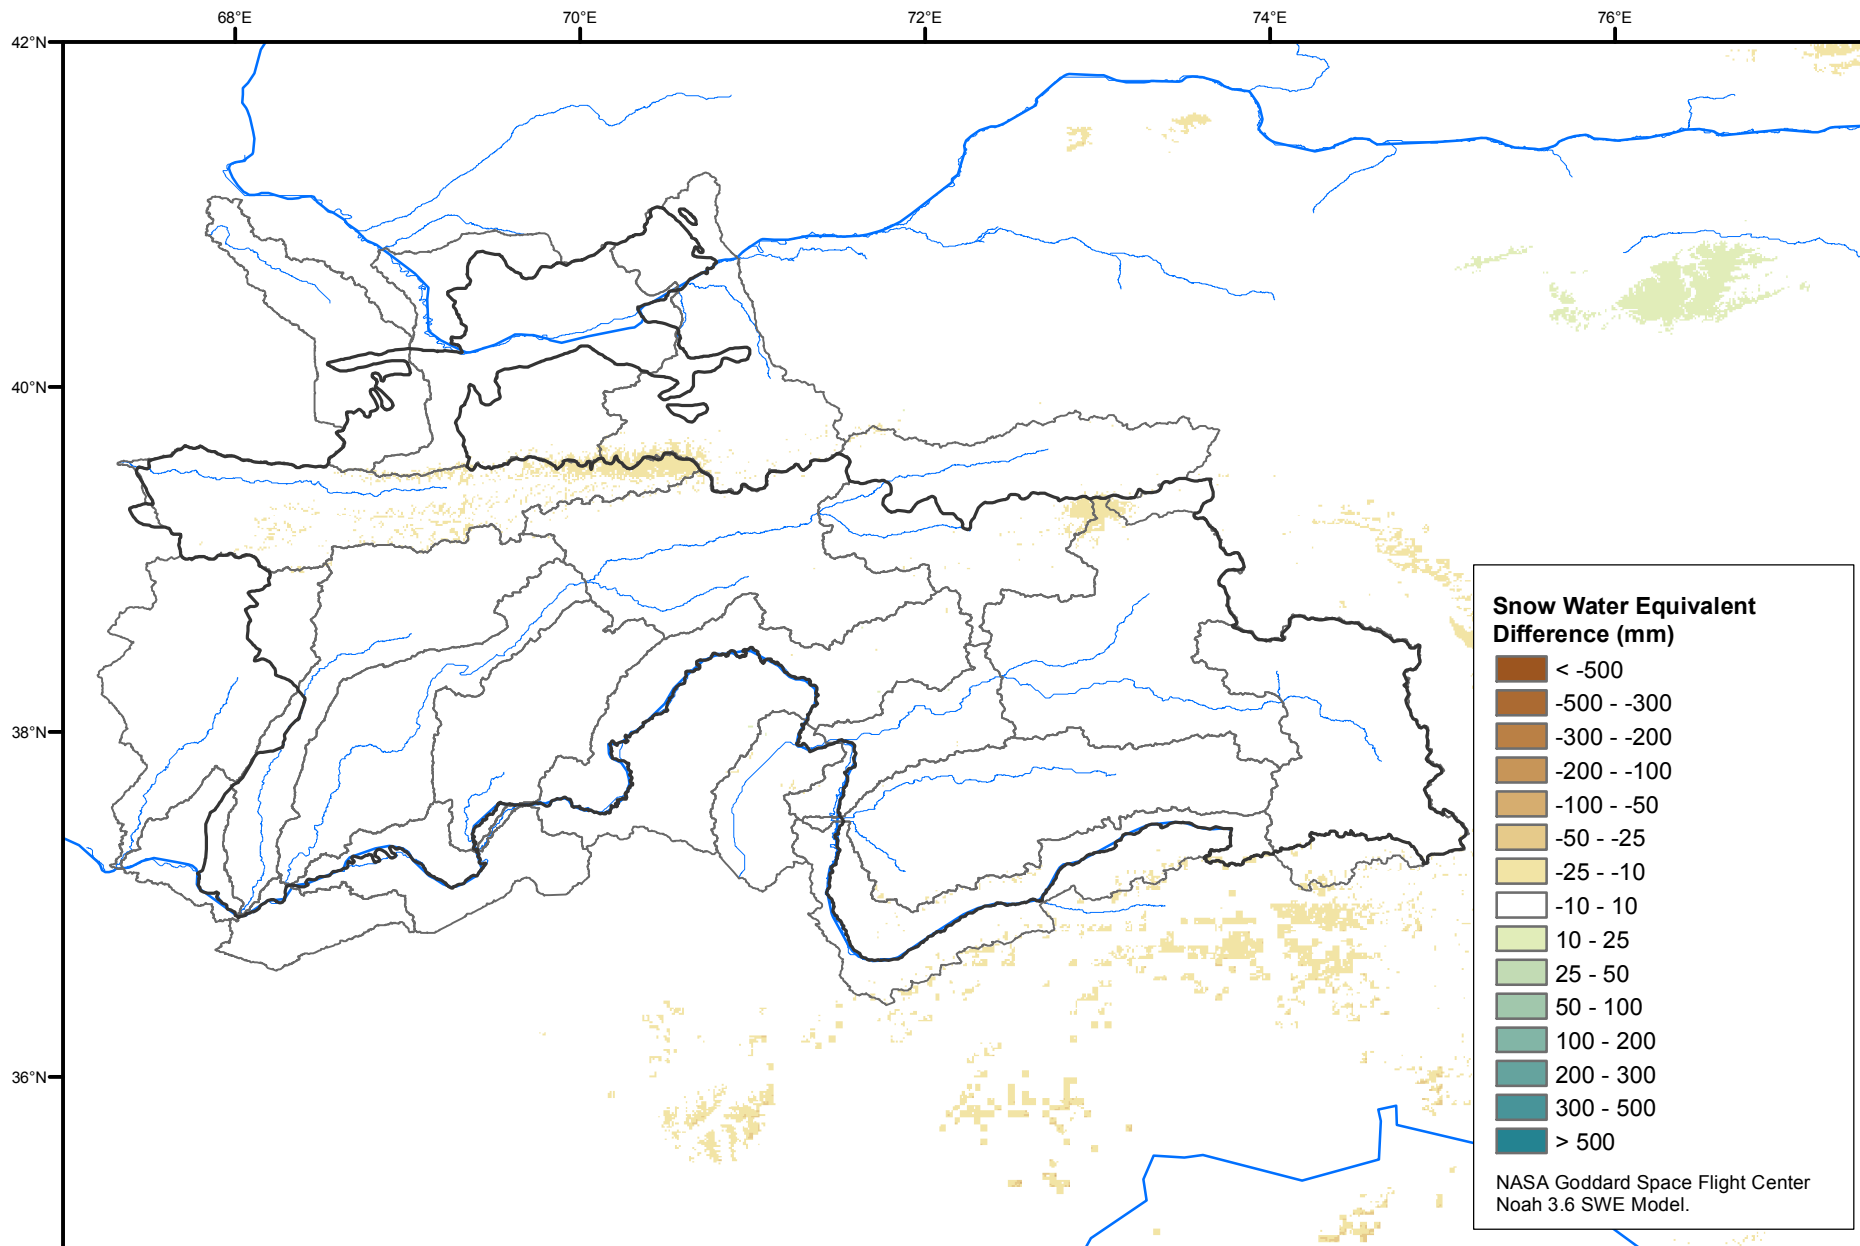 68°E
70°E
72°E
74°E
76°E
42°N
40°N
38°N
36°N
Snow Water Equivalent
Difference (mm)
< -500
-500 - -300
-300 - -200
-200 - -100
-100 - -50
-50 - -25
-25 - -10
-10 - 10
10 - 25
25 - 50
50 - 100
100 - 200
200 - 300
300 - 500
> 500
NASA Goddard Space Flight Center
Noah 3.6 SWE Model.